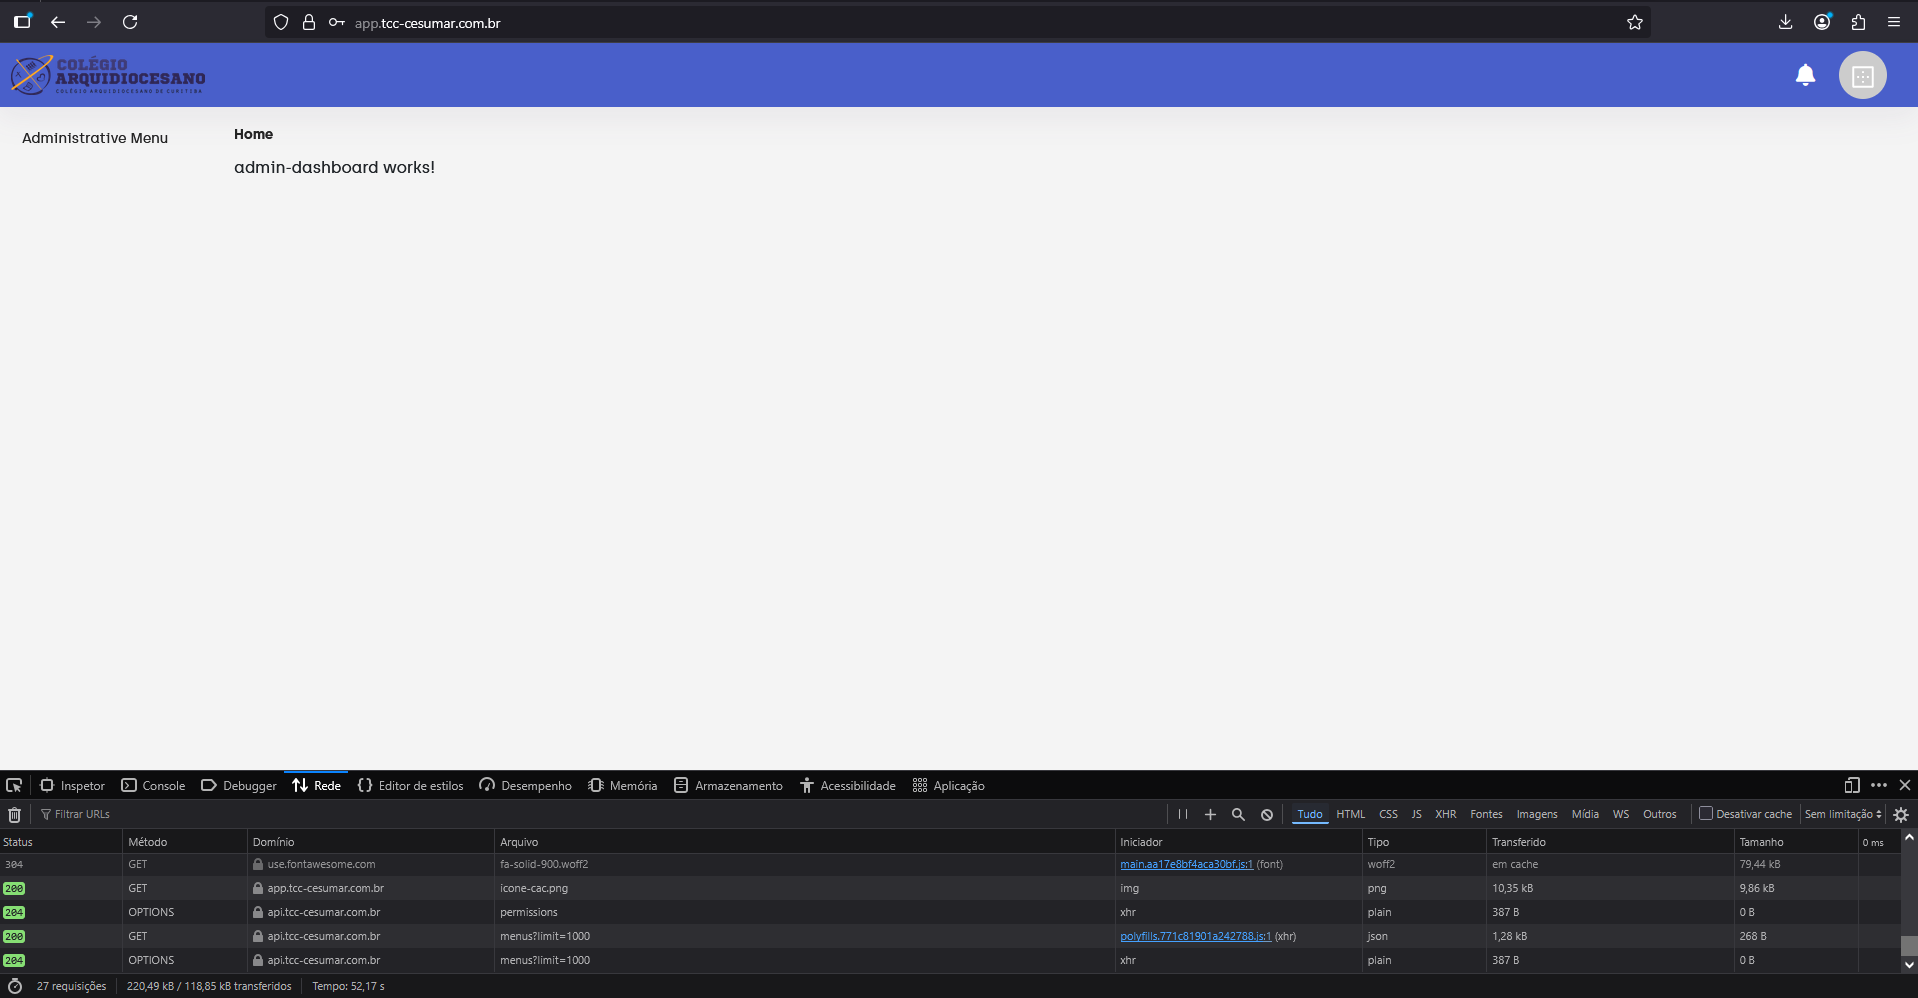 app.tcc-cesumar.com.br
COLÉGIO
ARQUIDIOCESANO
COLÉGIO ARQUIDIOCESANO DE CURITIBA
Administrative Menu
Home
admin-dashboard works!
Inspetor Console Debugger Rede Editor de estilos Desempenho Memória Armazenamento Acessibilidade Aplicação
Filtrar URLs Tudo HTML CSS JS XHR Fontes Imagens Mídia WS Outros Desativar cache Sem limitação
Status Método Domínio Arquivo Iniciador Tipo Transferido Tamanho 0 ms
304 GET use.fontawesome.com fa-solid-900.woff2 main.aa17e8bf4aca30bf.js:1 (font) woff2 em cache 79,44 kB
200 GET app.tcc-cesumar.com.br icone-cac.png img png 10,35 kB 9,86 kB
204 OPTIONS api.tcc-cesumar.com.br permissions xhr plain 387 B 0 B
200 GET api.tcc-cesumar.com.br menus?limit=1000 polyfills.771c81901a242788.js:1 (xhr) json 1,28 kB 268 B
204 OPTIONS api.tcc-cesumar.com.br menus?limit=1000 xhr plain 387 B 0 B
27 requisições 220,49 kB / 118,85 kB transferidos Tempo: 52,17 s